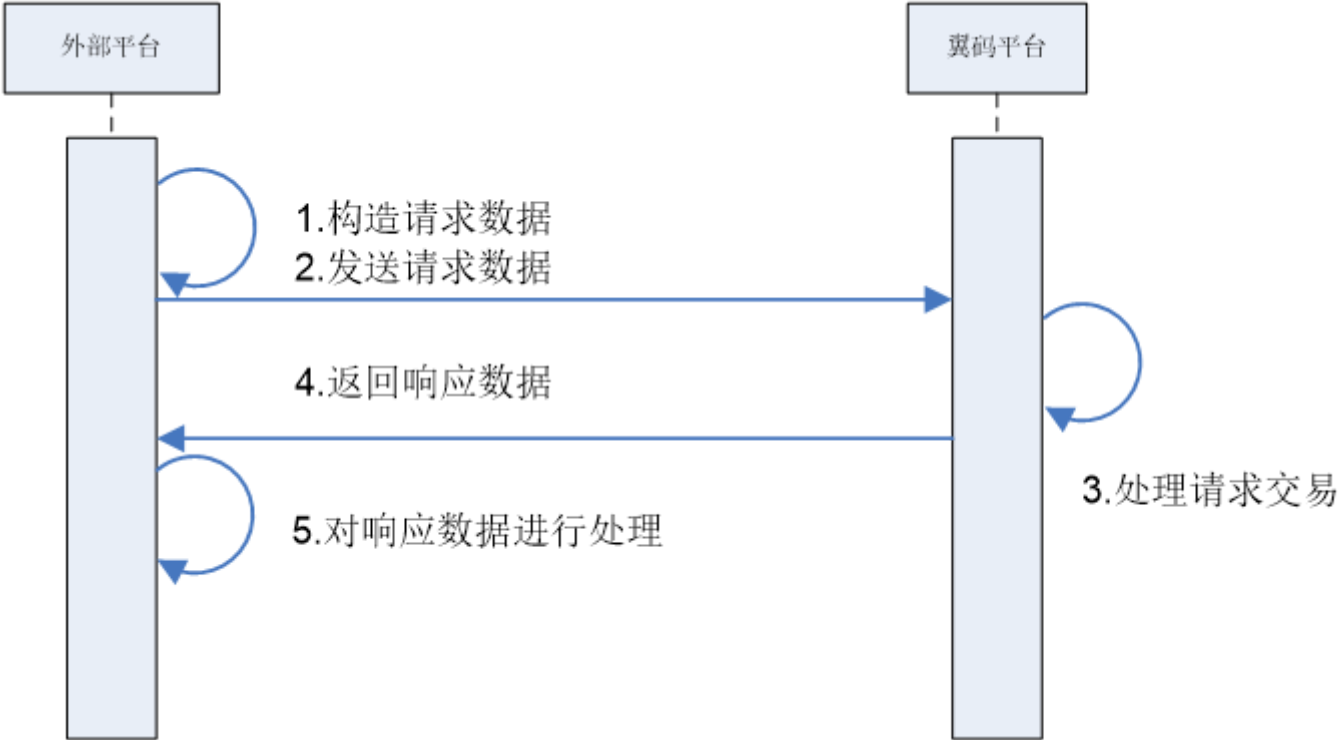 外部平台
翼码平台
1.构造请求数据
2.发送请求数据
4.返回响应数据
3.处理请求交易
5.对响应数据进行处理